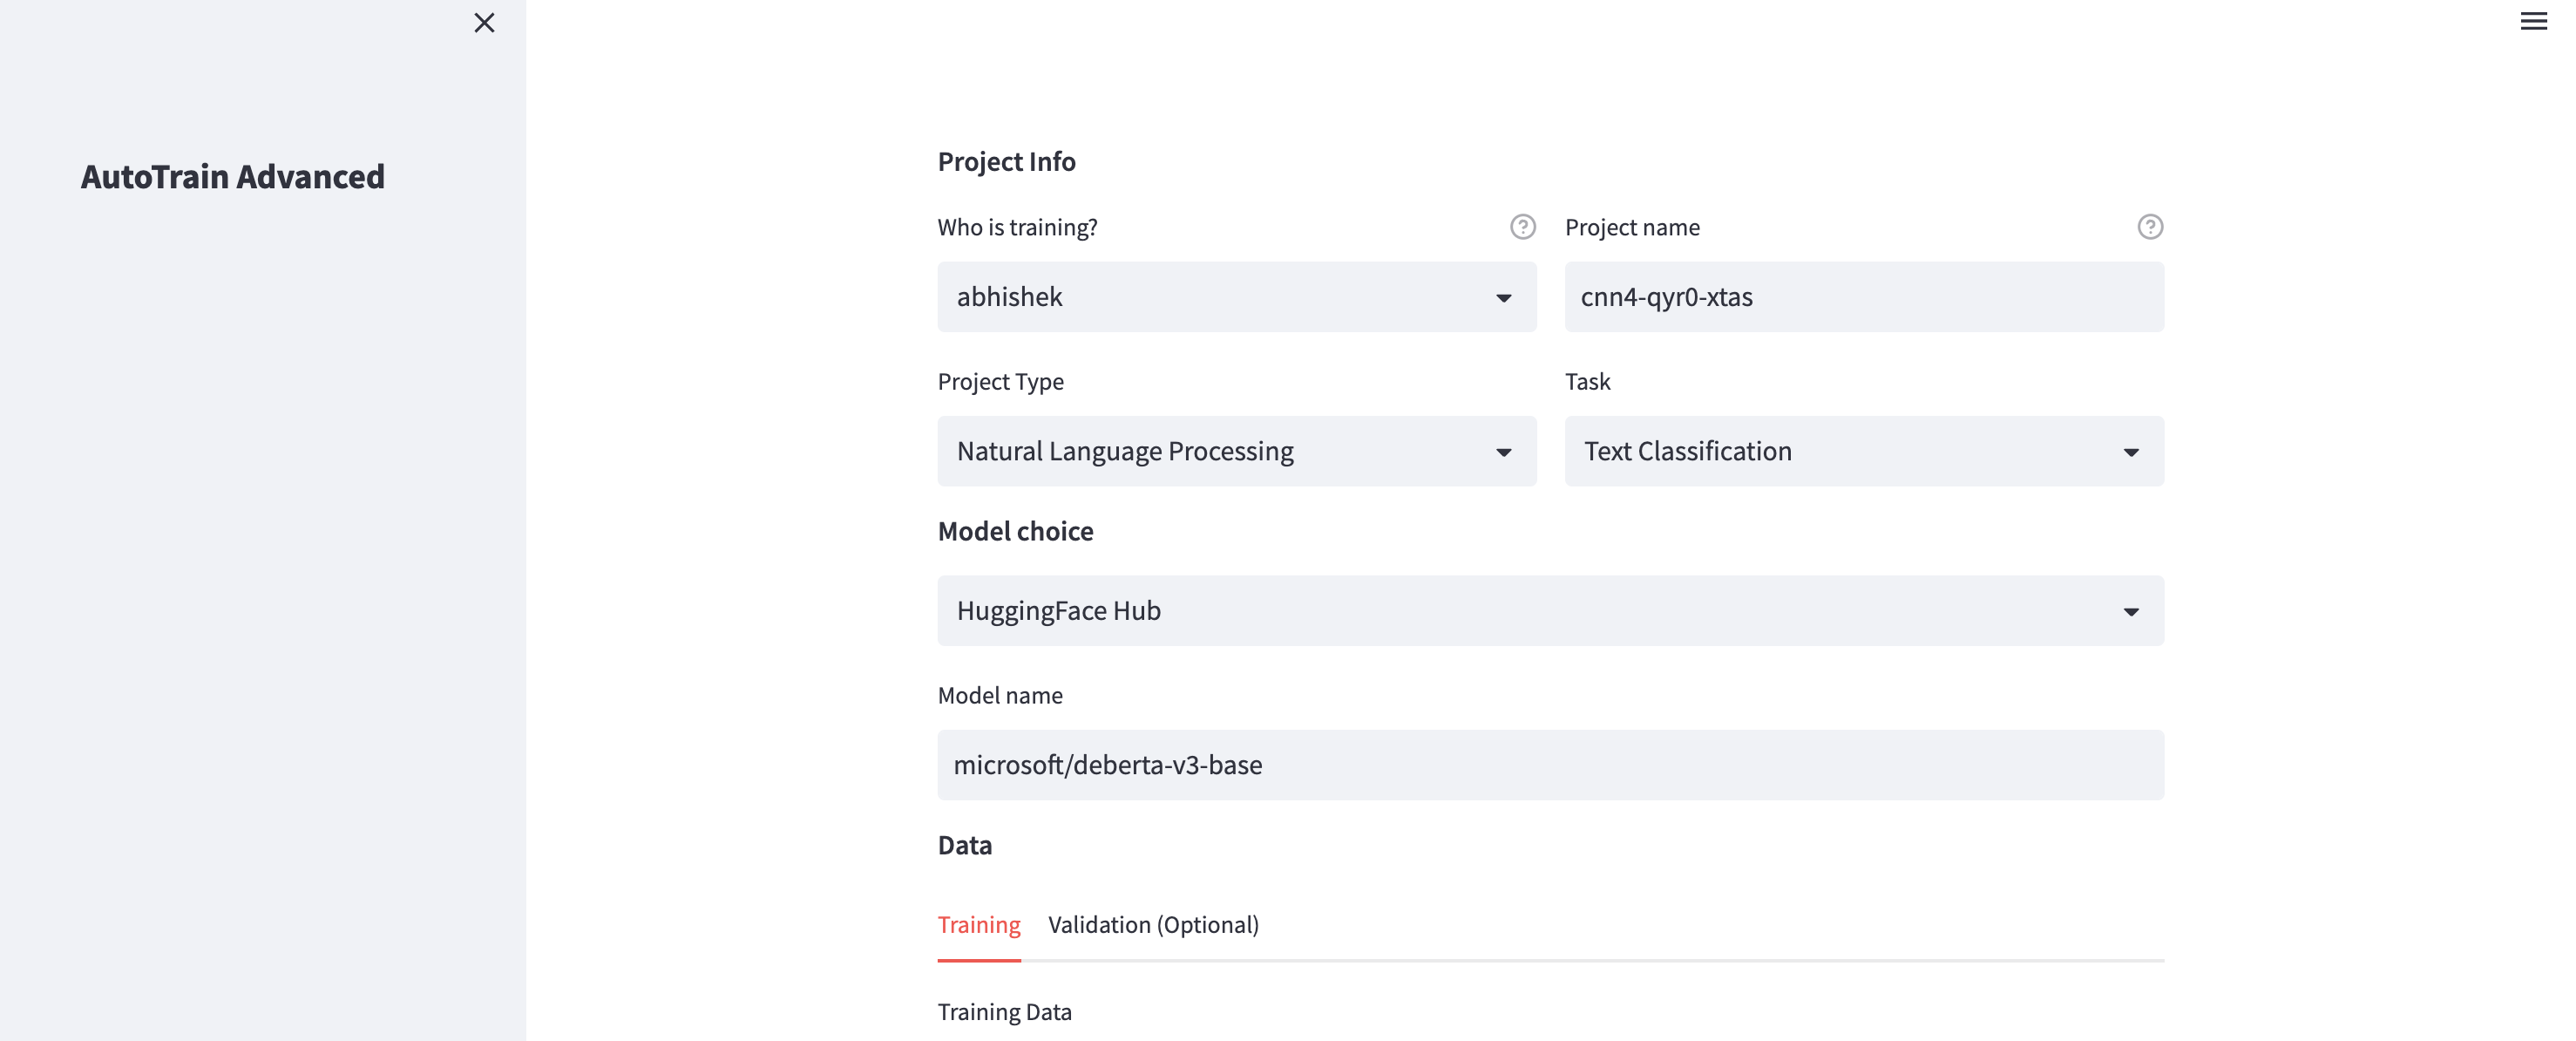 AutoTrain Advanced
Project Info
Who is training?
Project name
abhishek
cnn4-qyr0-xtas
Project Type
Task
Natural Language Processing
Text Classification
Model choice
HuggingFace Hub
Model name
microsoft/deberta-v3-base
Data
Training
Validation (Optional)
Training Data